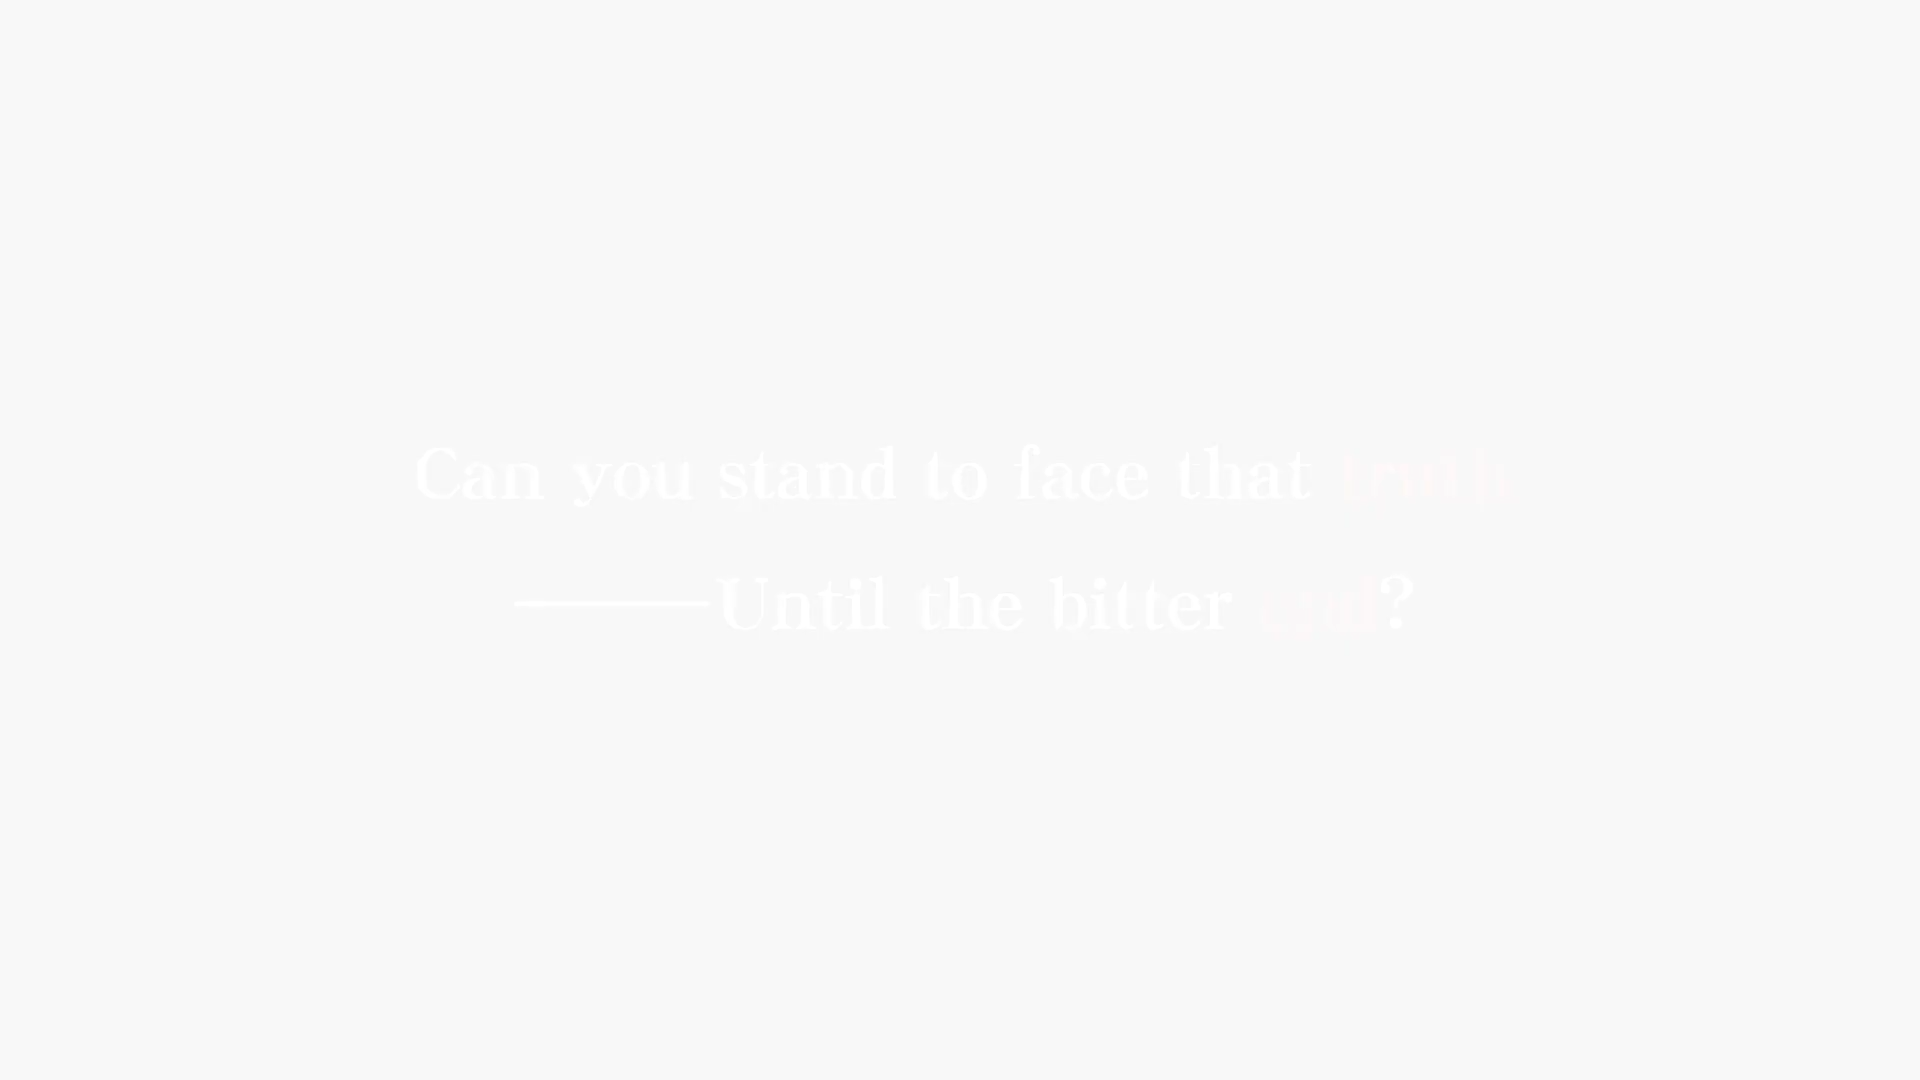 Can you stand to face that truth
———Until the bitter end?